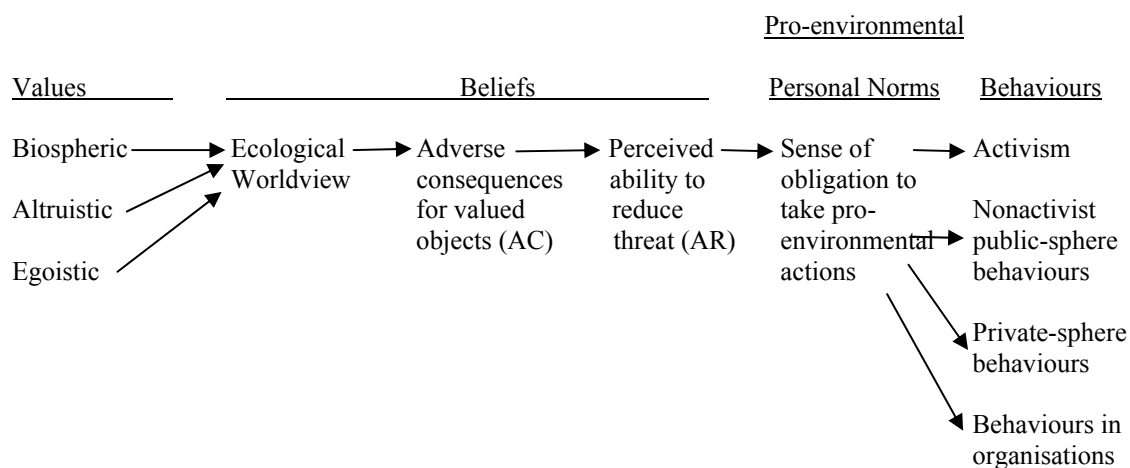 Pro-environmental
Values Beliefs Personal Norms Behaviours
Biospheric
Altruistic
Egoistic
Ecological
Worldview
Adverse
consequences
for valued
objects (AC)
Perceived
ability to
reduce
threat (AR)
Sense of
obligation to
take pro-
environmental
actions
Activism
Nonactivist
public-sphere
behaviours
Private-sphere
behaviours
Behaviours in
organisations